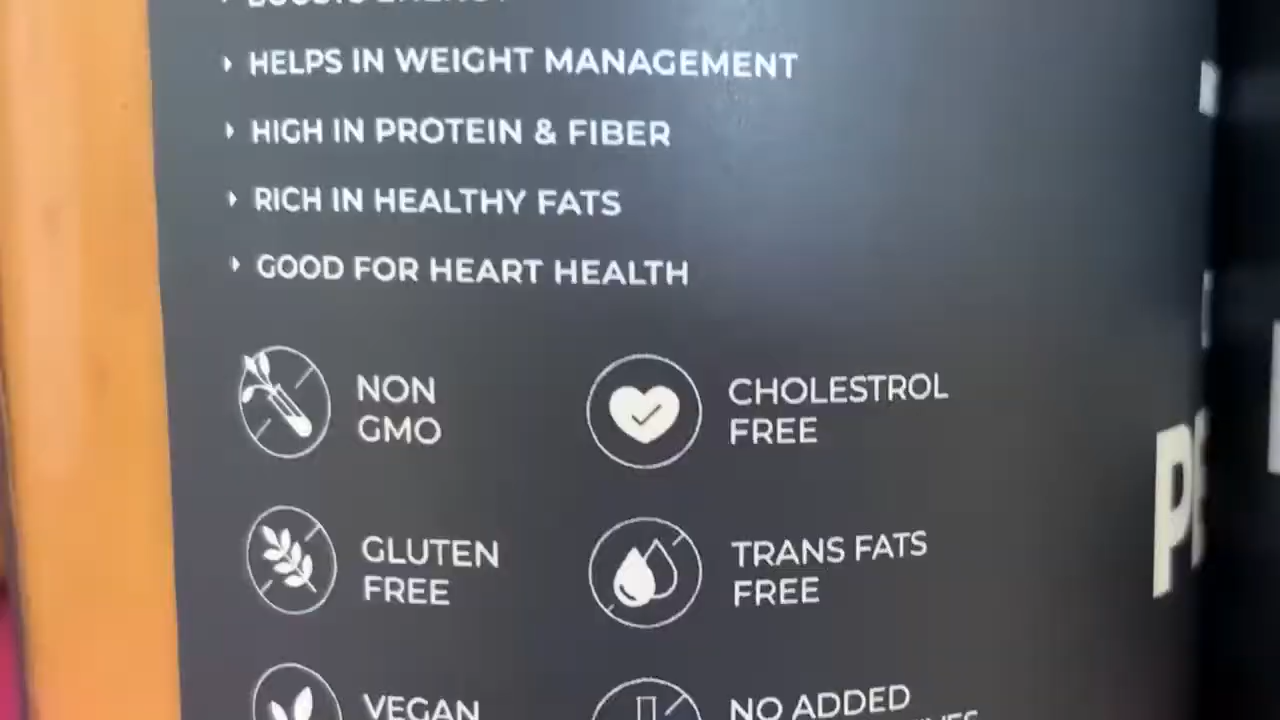 HELPS IN WEIGHT MANAGEMENT
HIGH IN PROTEIN & FIBER
RICH IN HEALTHY FATS
GOOD FOR HEART HEALTH
NON
GMO
CHOLESTROL
FREE
GLUTEN
FREE
TRANS FATS
FREE
VEGAN
NO ADDED